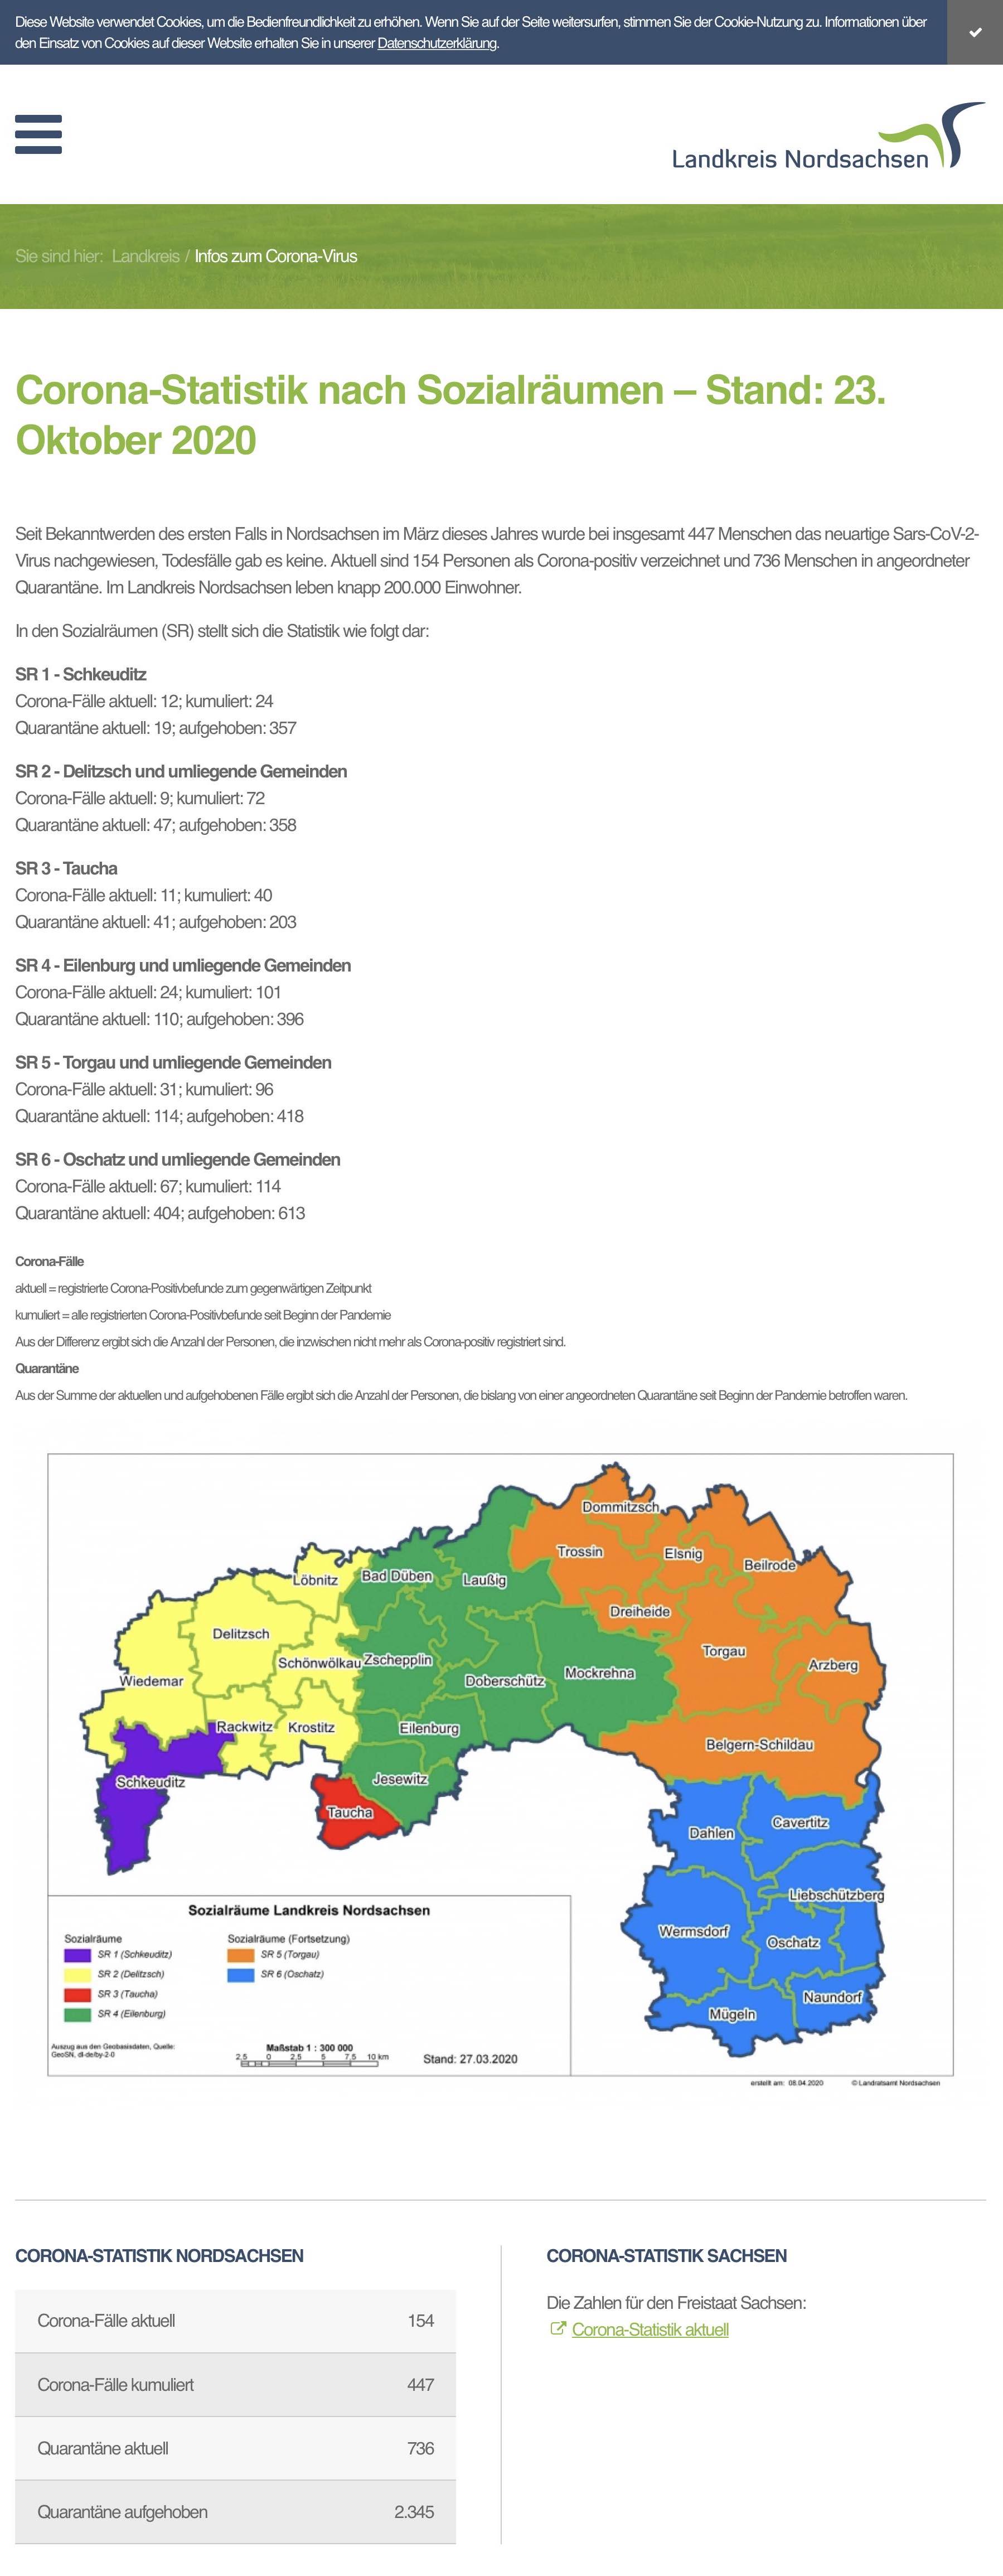 Diese Website verwendet Cookies, um die Bedienfreundlichkeit zu erhöhen. Wenn Sie auf der Seite weitersurfen, stimmen Sie der Cookie-Nutzung zu. Informationen über
den Einsatz von Cookies auf dieser Website erhalten Sie in unserer Datenschutzerklärung.
Landkreis Nordsachsen
Sie sind hier: Landkreis / Infos zum Corona-Virus
Corona-Statistik nach Sozialräumen – Stand: 23.
Oktober 2020
Seit Bekanntwerden des ersten Falls in Nordsachsen im März dieses Jahres wurde bei insgesamt 447 Menschen das neuartige Sars-CoV-2-
Virus nachgewiesen, Todesfälle gab es keine. Aktuell sind 154 Personen als Corona-positiv verzeichnet und 736 Menschen in angeordneter
Quarantäne. Im Landkreis Nordsachsen leben knapp 200.000 Einwohner.
In den Sozialräumen (SR) stellt sich die Statistik wie folgt dar:
SR 1 - Schkeuditz
Corona-Fälle aktuell: 12; kumuliert: 24
Quarantäne aktuell: 19; aufgehoben: 357
SR 2 - Delitzsch und umliegende Gemeinden
Corona-Fälle aktuell: 9; kumuliert: 72
Quarantäne aktuell: 47; aufgehoben: 358
SR 3 - Taucha
Corona-Fälle aktuell: 11; kumuliert: 40
Quarantäne aktuell: 41; aufgehoben: 203
SR 4 - Eilenburg und umliegende Gemeinden
Corona-Fälle aktuell: 24; kumuliert: 101
Quarantäne aktuell: 110; aufgehoben: 396
SR 5 - Torgau und umliegende Gemeinden
Corona-Fälle aktuell: 31; kumuliert: 96
Quarantäne aktuell: 114; aufgehoben: 418
SR 6 - Oschatz und umliegende Gemeinden
Corona-Fälle aktuell: 67; kumuliert: 114
Quarantäne aktuell: 404; aufgehoben: 613
Corona-Fälle
aktuell = registrierte Corona-Positivbefunde zum gegenwärtigen Zeitpunkt
kumuliert = alle registrierten Corona-Positivbefunde seit Beginn der Pandemie
Aus der Differenz ergibt sich die Anzahl der Personen, die inzwischen nicht mehr als Corona-positiv registriert sind.
Quarantäne
Aus der Summe der aktuellen und aufgehobenen Fälle ergibt sich die Anzahl der Personen, die bislang von einer angeordneten Quarantäne seit Beginn der Pandemie betroffen waren.
Dommitzsch
Trossin
Elsnig
Beilrode
Löbnitz
Bad Düben
Laußig
Dreiheide
Delitzsch
Torgau
Schönwölkau
Zschepplin
Arzberg
Wiedemar
Doberschütz
Mockrehna
Rackwitz
Krostitz
Eilenburg
Belgern-Schildau
Schkeuditz
Jesewitz
Taucha
Dahlen
Cavertitz
Liebschützberg
Wermsdorf
Oschatz
Naundorf
Mügeln
Sozialräume Landkreis Nordsachsen
Sozialräume
SR 1 (Schkeuditz)
SR 2 (Delitzsch)
SR 3 (Taucha)
SR 4 (Eilenburg)
Sozialräume (Fortsetzung)
SR 5 (Torgau)
SR 6 (Oschatz)
Auszug aus den Geobasisdaten, Quelle:
GeoSN, dl-de/by-2-0
Maßstab 1 : 300 000
2,5 0 2,5 5 7,5 10 km
Stand: 27.03.2020
erstellt am: 08.04.2020 © Landratsamt Nordsachsen
CORONA-STATISTIK NORDSACHSEN
Corona-Fälle aktuell 154
Corona-Fälle kumuliert 447
Quarantäne aktuell 736
Quarantäne aufgehoben 2.345
CORONA-STATISTIK SACHSEN
Die Zahlen für den Freistaat Sachsen:
Corona-Statistik aktuell